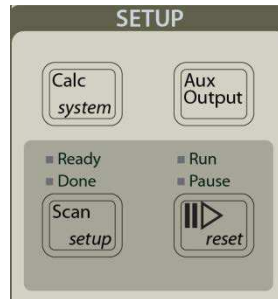 SETUP
Calc
system
Aux
Output
Ready
Done
Run
Pause
Scan
setup
reset